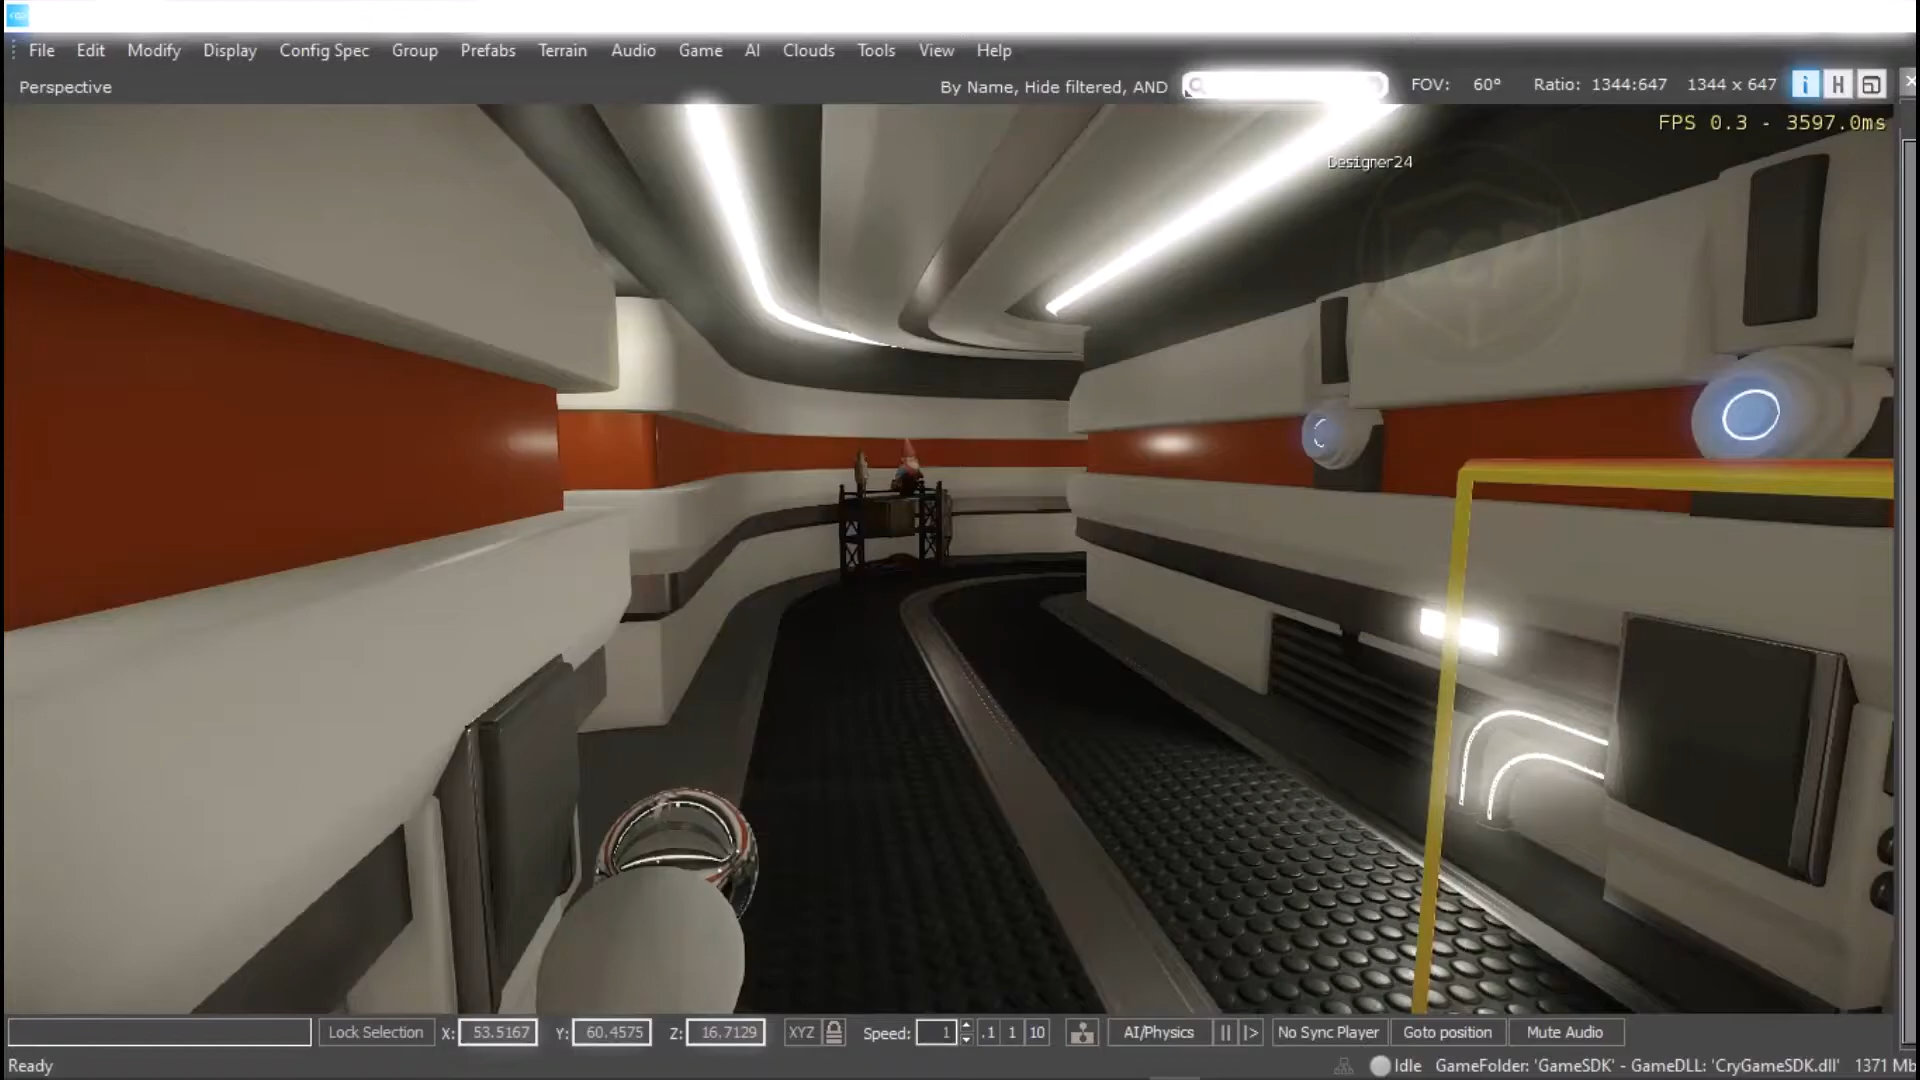 File Edit Modify Display Config Spec Group Prefabs Terrain Audio Game AI Clouds Tools View Help
Perspective By Name, Hide filtered, AND FOV: 60° Ratio: 1344:647 1344 x 647 i H
FPS 0.3 - 3597.0ms
Designer24
Lock Selection X: 53.5167 Y: 60.4575 Z: 16.7129 XYZ Speed: 1 .1 1 10 AI/Physics || |> No Sync Player Goto position Mute Audio
Ready Idle GameFolder: 'GameSDK' - GameDLL: 'CryGameSDK.dll' 1371 Mb